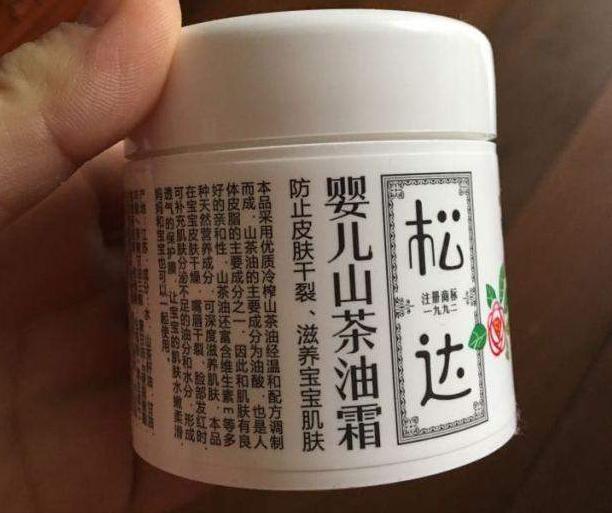 松达
注册商标
一九九二
婴儿山茶油霜
防止皮肤干裂、滋养宝宝肌肤
本品采用优质冷榨山茶油经温和配方调制
而成．山茶油的主要成分为油酸．也是人
体皮脂的主要成分之一．因此和肌肤有良
好的亲和性．山茶油还富含维生素E等多
种天然营养成分．可深度滋养肌肤．本品
在宝宝皮肤干燥．嘴唇干裂．脸部发红时．
可补充肌肤分泌不足的油分和水分．形成
透气的保护膜．让宝宝的肌肤水嫩柔滑．
妈妈和宝宝也可以一起使用．